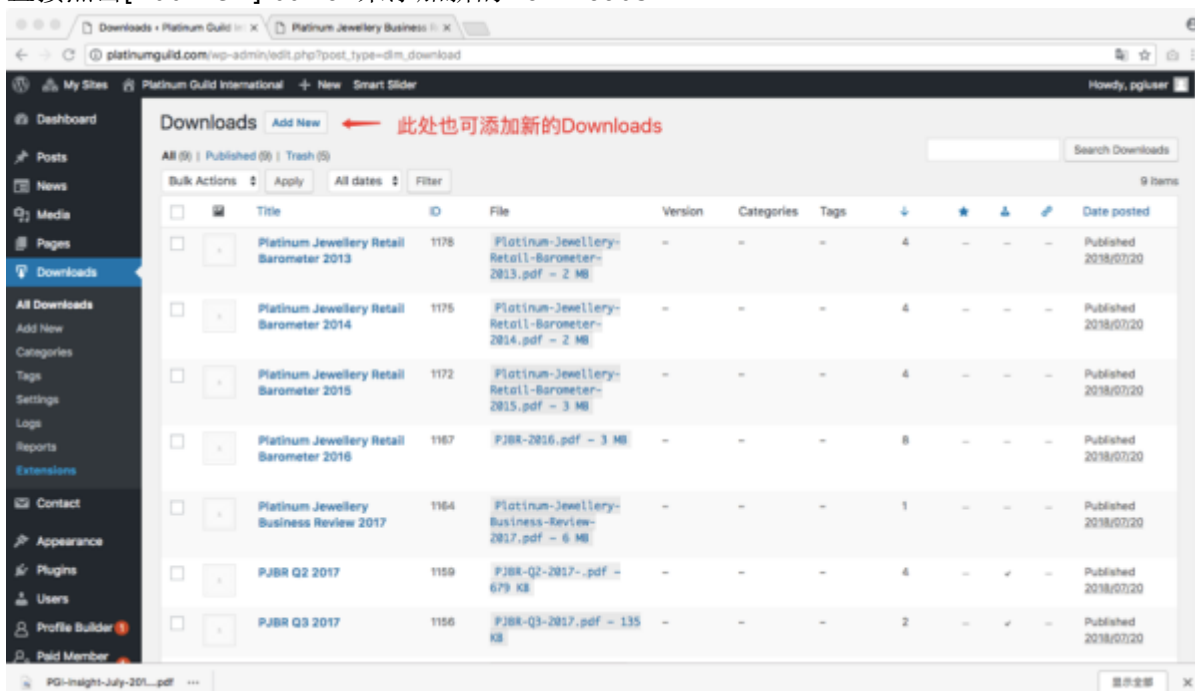 Downloads ‹ Platinum Guild In
Platinum Jewellery Business R
platinumguild.com/wp-admin/edit.php?post_type=dlm_download
My Sites Platinum Guild International + New Smart Slider Howdy, pgiuser
Dashboard
Posts
News
Media
Pages
Downloads
All Downloads
Add New
Categories
Tags
Settings
Logs
Reports
Extensions
Contact
Appearance
Plugins
Users
Profile Builder 1
Paid Member
Downloads Add New 此处也可添加新的Downloads
All (9) | Published (9) | Trash (5) Search Downloads
Bulk Actions Apply All dates Filter 9 items
Title ID File Version Categories Tags Date posted
Platinum Jewellery Retail 1178 Platinum-Jewellery- – – – 4 – – – Published
Barometer 2013 Retail-Barometer- 2018/07/20
2013.pdf – 2 MB
Platinum Jewellery Retail 1175 Platinum-Jewellery- – – – 4 – – – Published
Barometer 2014 Retail-Barometer- 2018/07/20
2014.pdf – 2 MB
Platinum Jewellery Retail 1172 Platinum-Jewellery- – – – 4 – – – Published
Barometer 2015 Retail-Barometer- 2018/07/20
2015.pdf – 3 MB
Platinum Jewellery Retail 1167 PJBR-2016.pdf – 3 MB – – – 8 – – – Published
Barometer 2016 2018/07/20
Platinum Jewellery 1164 Platinum-Jewellery- – – – 1 – – – Published
Business Review 2017 Business-Review- 2018/07/20
2017.pdf – 6 MB
PJBR Q2 2017 1159 PJBR-Q2-2017-.pdf – – – – 4 – ✓ – Published
679 KB 2018/07/20
PJBR Q3 2017 1156 PJBR-Q3-2017.pdf – 135 – – – 2 – ✓ – Published
KB 2018/07/20
PGI-Insight-July-201....pdf 显示全部